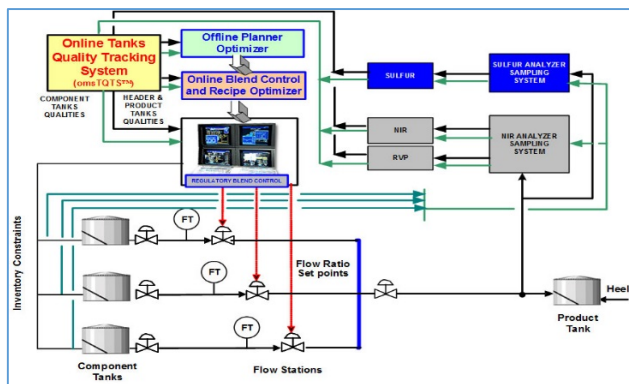 Online Tanks
Quality Tracking
System
(omsTQTS™)
Offline Planner
Optimizer
Online Blend Control
and Recipe Optimizer
COMPONENT
TANKS
QUALITIES
HEADER &
PRODUCT
TANKS
QUALITIES
REGULATORY BLEND CONTROL
SULFUR
SULFUR ANALYZER
SAMPLING
SYSTEM
NIR
RVP
NIR ANALYZER
SAMPLING
SYSTEM
Inventory Constraints
FT
FT
FT
Flow Ratio
Set points
Component
Tanks
Flow Stations
Product
Tank
Heel